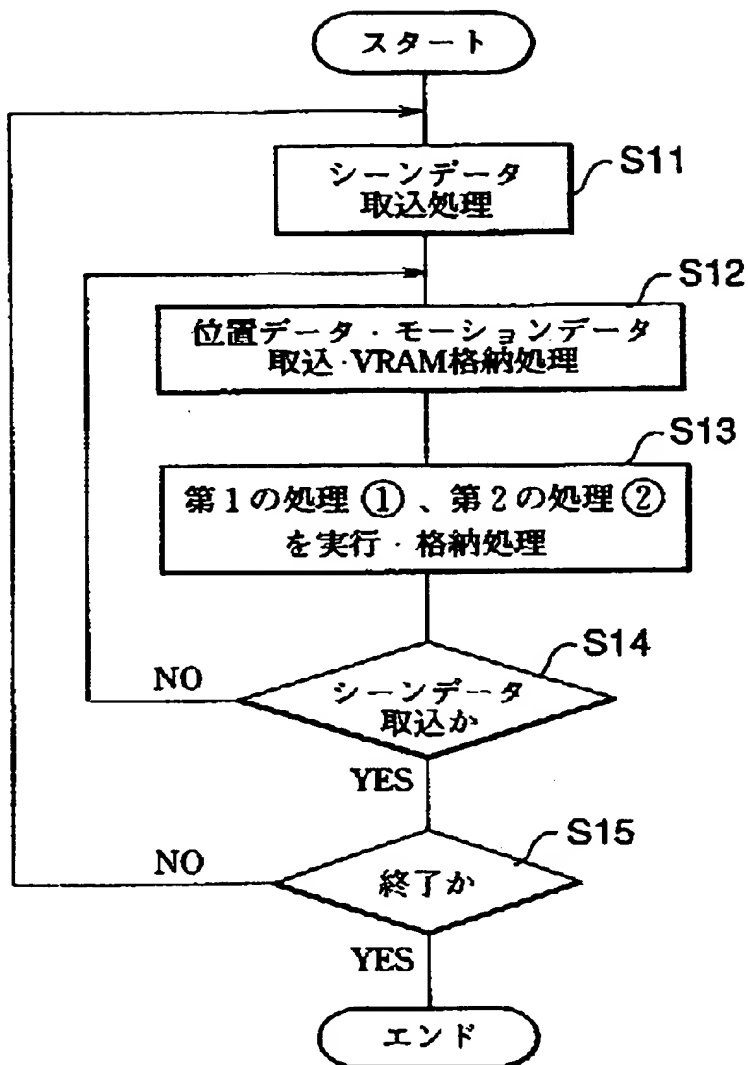 スタート
S11
シーンデータ
取込処理
S12
位置データ・モーションデータ
取込・VRAM格納処理
S13
第1の処理①、第2の処理②
を実行・格納処理
S14
シーンデータ
取込か
NO
YES
S15
終了か
NO
YES
エンド